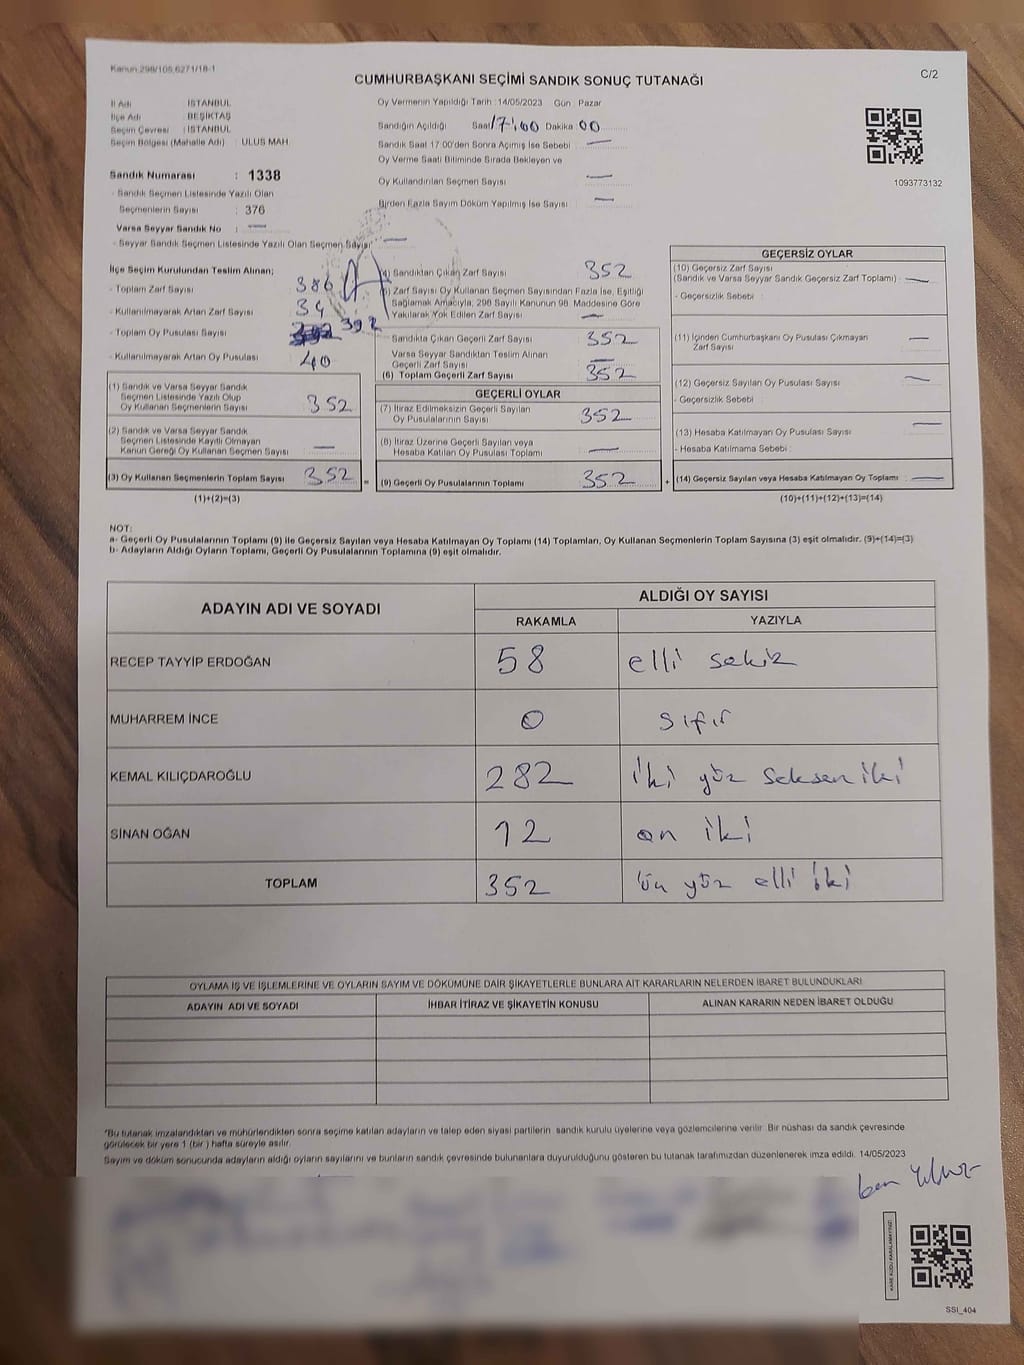 Kanun:298/105,6271/18-1
CUMHURBAŞKANI SEÇİMİ SANDIK SONUÇ TUTANAĞI
C/2
İl Adı : İSTANBUL
İlçe Adı : BEŞİKTAŞ
Seçim Çevresi : İSTANBUL
Seçim Bölgesi (Mahalle Adı) : ULUS MAH.
Sandık Numarası : 1338
- Sandık Seçmen Listesinde Yazılı Olan
Seçmenlerin Sayısı : 376
Varsa Seyyar Sandık No : —
- Seyyar Sandık Seçmen Listesinde Yazılı Olan Seçmen Sayısı: —
Oy Vermenin Yapıldığı Tarih :14/05/2023 Gün : Pazar
Sandığın Açıldığı Saat 17:00 Dakika 00
Sandık Saat 17.00'den Sonra Açılmış İse Sebebi : —
Oy Verme Saati Bitiminde Sırada Bekleyen ve
Oy Kullandırılan Seçmen Sayısı : —
Birden Fazla Sayım Döküm Yapılmış İse Sayısı : —
1093773132
İlçe Seçim Kurulundan Teslim Alınan;
- Toplam Zarf Sayısı : 386
- Kullanılmayarak Artan Zarf Sayısı : 34
- Toplam Oy Pusulası Sayısı : 392
- Kullanılmayarak Artan Oy Pusulası : 40
(1) Sandık ve Varsa Seyyar Sandık
Seçmen Listesinde Yazılı Olup
Oy Kullanan Seçmenlerin Sayısı : 352
(2) Sandık ve Varsa Seyyar Sandık
Seçmen Listesinde Kayıtlı Olmayan
Kanun Gereği Oy Kullanan Seçmen Sayısı : —
(3) Oy Kullanan Seçmenlerin Toplam Sayısı : 352
=
(1)+(2)=(3)
(4) Sandıktan Çıkan Zarf Sayısı : 352
(5) Zarf Sayısı Oy Kullanan Seçmen Sayısından Fazla İse, Eşitliği
Sağlamak Amacıyla, 298 Sayılı Kanunun 98. Maddesine Göre
Yakılarak Yok Edilen Zarf Sayısı : —
Sandıkta Çıkan Geçerli Zarf Sayısı : 352
Varsa Seyyar Sandıktan Teslim Alınan
Geçerli Zarf Sayısı : —
(6) Toplam Geçerli Zarf Sayısı : 352
GEÇERLİ OYLAR
(7) İtiraz Edilmeksizin Geçerli Sayılan
Oy Pusulalarının Sayısı : 352
(8) İtiraz Üzerine Geçerli Sayılan veya
Hesaba Katılan Oy Pusulası Toplamı : —
(9) Geçerli Oy Pusulalarının Toplamı : 352
+
GEÇERSİZ OYLAR
(10) Geçersiz Zarf Sayısı
(Sandık ve Varsa Seyyar Sandık Geçersiz Zarf Toplamı) : —
- Geçersizlik Sebebi :
(11) İçinden Cumhurbaşkanı Oy Pusulası Çıkmayan
Zarf Sayısı : —
(12) Geçersiz Sayılan Oy Pusulası Sayısı : —
- Geçersizlik Sebebi :
(13) Hesaba Katılmayan Oy Pusulası Sayısı : —
- Hesaba Katılmama Sebebi :
(14) Geçersiz Sayılan veya Hesaba Katılmayan Oy Toplamı : —
(10)+(11)+(12)+(13)=(14)
NOT:
a- Geçerli Oy Pusulalarının Toplamı (9) ile Geçersiz Sayılan veya Hesaba Katılmayan Oy Toplamı (14) Toplamları, Oy Kullanan Seçmenlerin Toplam Sayısına (3) eşit olmalıdır. (9)+(14)=(3)
b- Adayların Aldığı Oyların Toplamı, Geçerli Oy Pusulalarının Toplamına (9) eşit olmalıdır.
ADAYIN ADI VE SOYADI
ALDIĞI OY SAYISI
RAKAMLA YAZIYLA
RECEP TAYYİP ERDOĞAN 58 elli sekiz
MUHARREM İNCE 0 sıfır
KEMAL KILIÇDAROĞLU 282 iki yüz seksen iki
SİNAN OĞAN 12 on iki
TOPLAM 352 üç yüz elli iki
OYLAMA İŞ VE İŞLEMLERİNE VE OYLARIN SAYIM VE DÖKÜMÜNE DAİR ŞİKAYETLERLE BUNLARA AİT KARARLARIN NELERDEN İBARET BULUNDUKLARI
ADAYIN ADI VE SOYADI İHBAR İTİRAZ VE ŞİKAYETİN KONUSU ALINAN KARARIN NEDEN İBARET OLDUĞU
*Bu tutanak imzalandıktan ve mühürlendikten sonra seçime katılan adayların ve talep eden siyasi partilerin sandık kurulu üyelerine veya gözlemcilerine verilir. Bir nüshası da sandık çevresinde
görülecek bir yere 1 (bir ) hafta süreyle asılır.
Sayım ve döküm sonucunda adayların aldığı oyların sayılarını ve bunların sandık çevresinde bulunanlara duyurulduğunu gösteren bu tutanak tarafımızdan düzenlenerek imza edildi. 14/05/2023
SSI_404